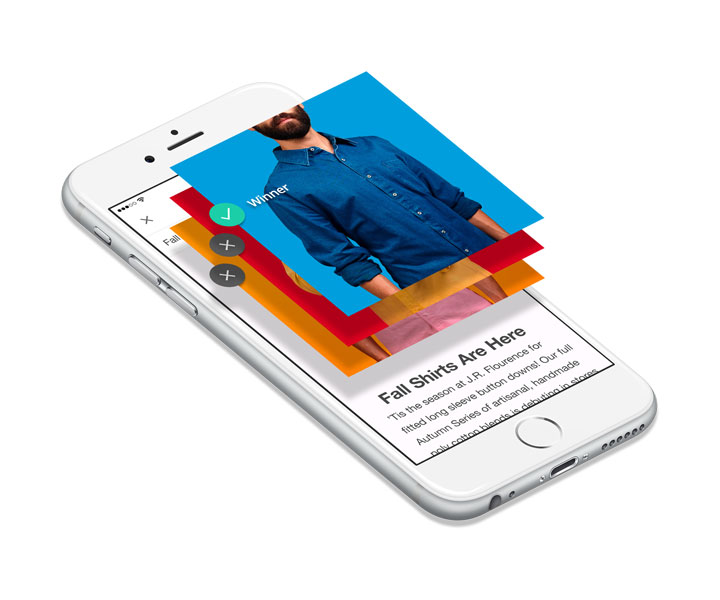 Fall
Winner
Fall Shirts Are Here
"Tis the season at J.R. Flourence for
fitted long sleeve button downs! Our full
Autumn Series of artisanal, handmade
poly cotton blends is debuting in stores